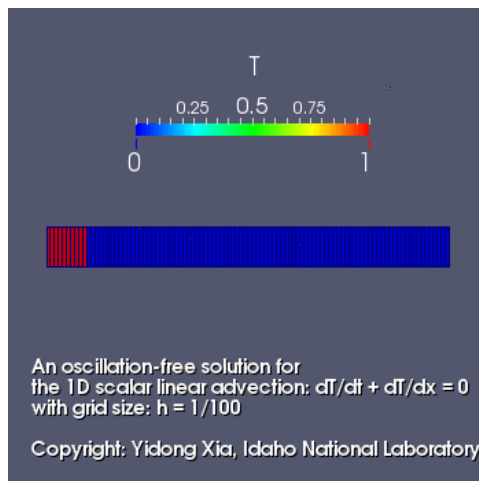 T
0.25 0.5 0.75
0 1
An oscillation-free solution for
the 1D scalar linear advection: dT/dt + dT/dx = 0
with grid size: h = 1/100
Copyright: Yidong Xia, Idaho National Laboratory